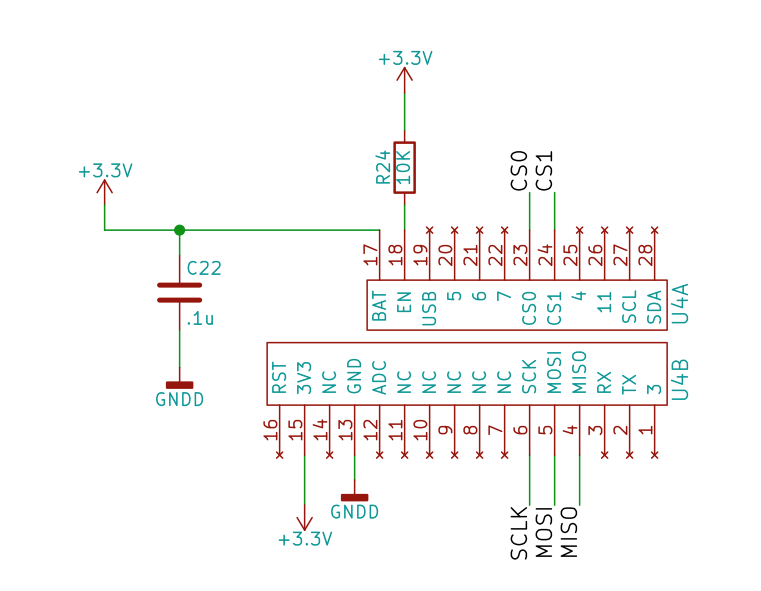 +3.3V
+3.3V
R24
10K
CS0
CS1
17
18
19
20
21
22
23
24
25
26
27
28
C22
.1u
GNDD
BAT
EN
USB
5
6
7
CS0
CS1
4
11
SCL
SDA
U4A
RST
3V3
NC
GND
ADC
NC
NC
NC
NC
NC
SCK
MOSI
MISO
RX
TX
3
U4B
16
15
14
13
12
11
10
9
8
7
6
5
4
3
2
1
+3.3V
GNDD
SCLK
MOSI
MISO